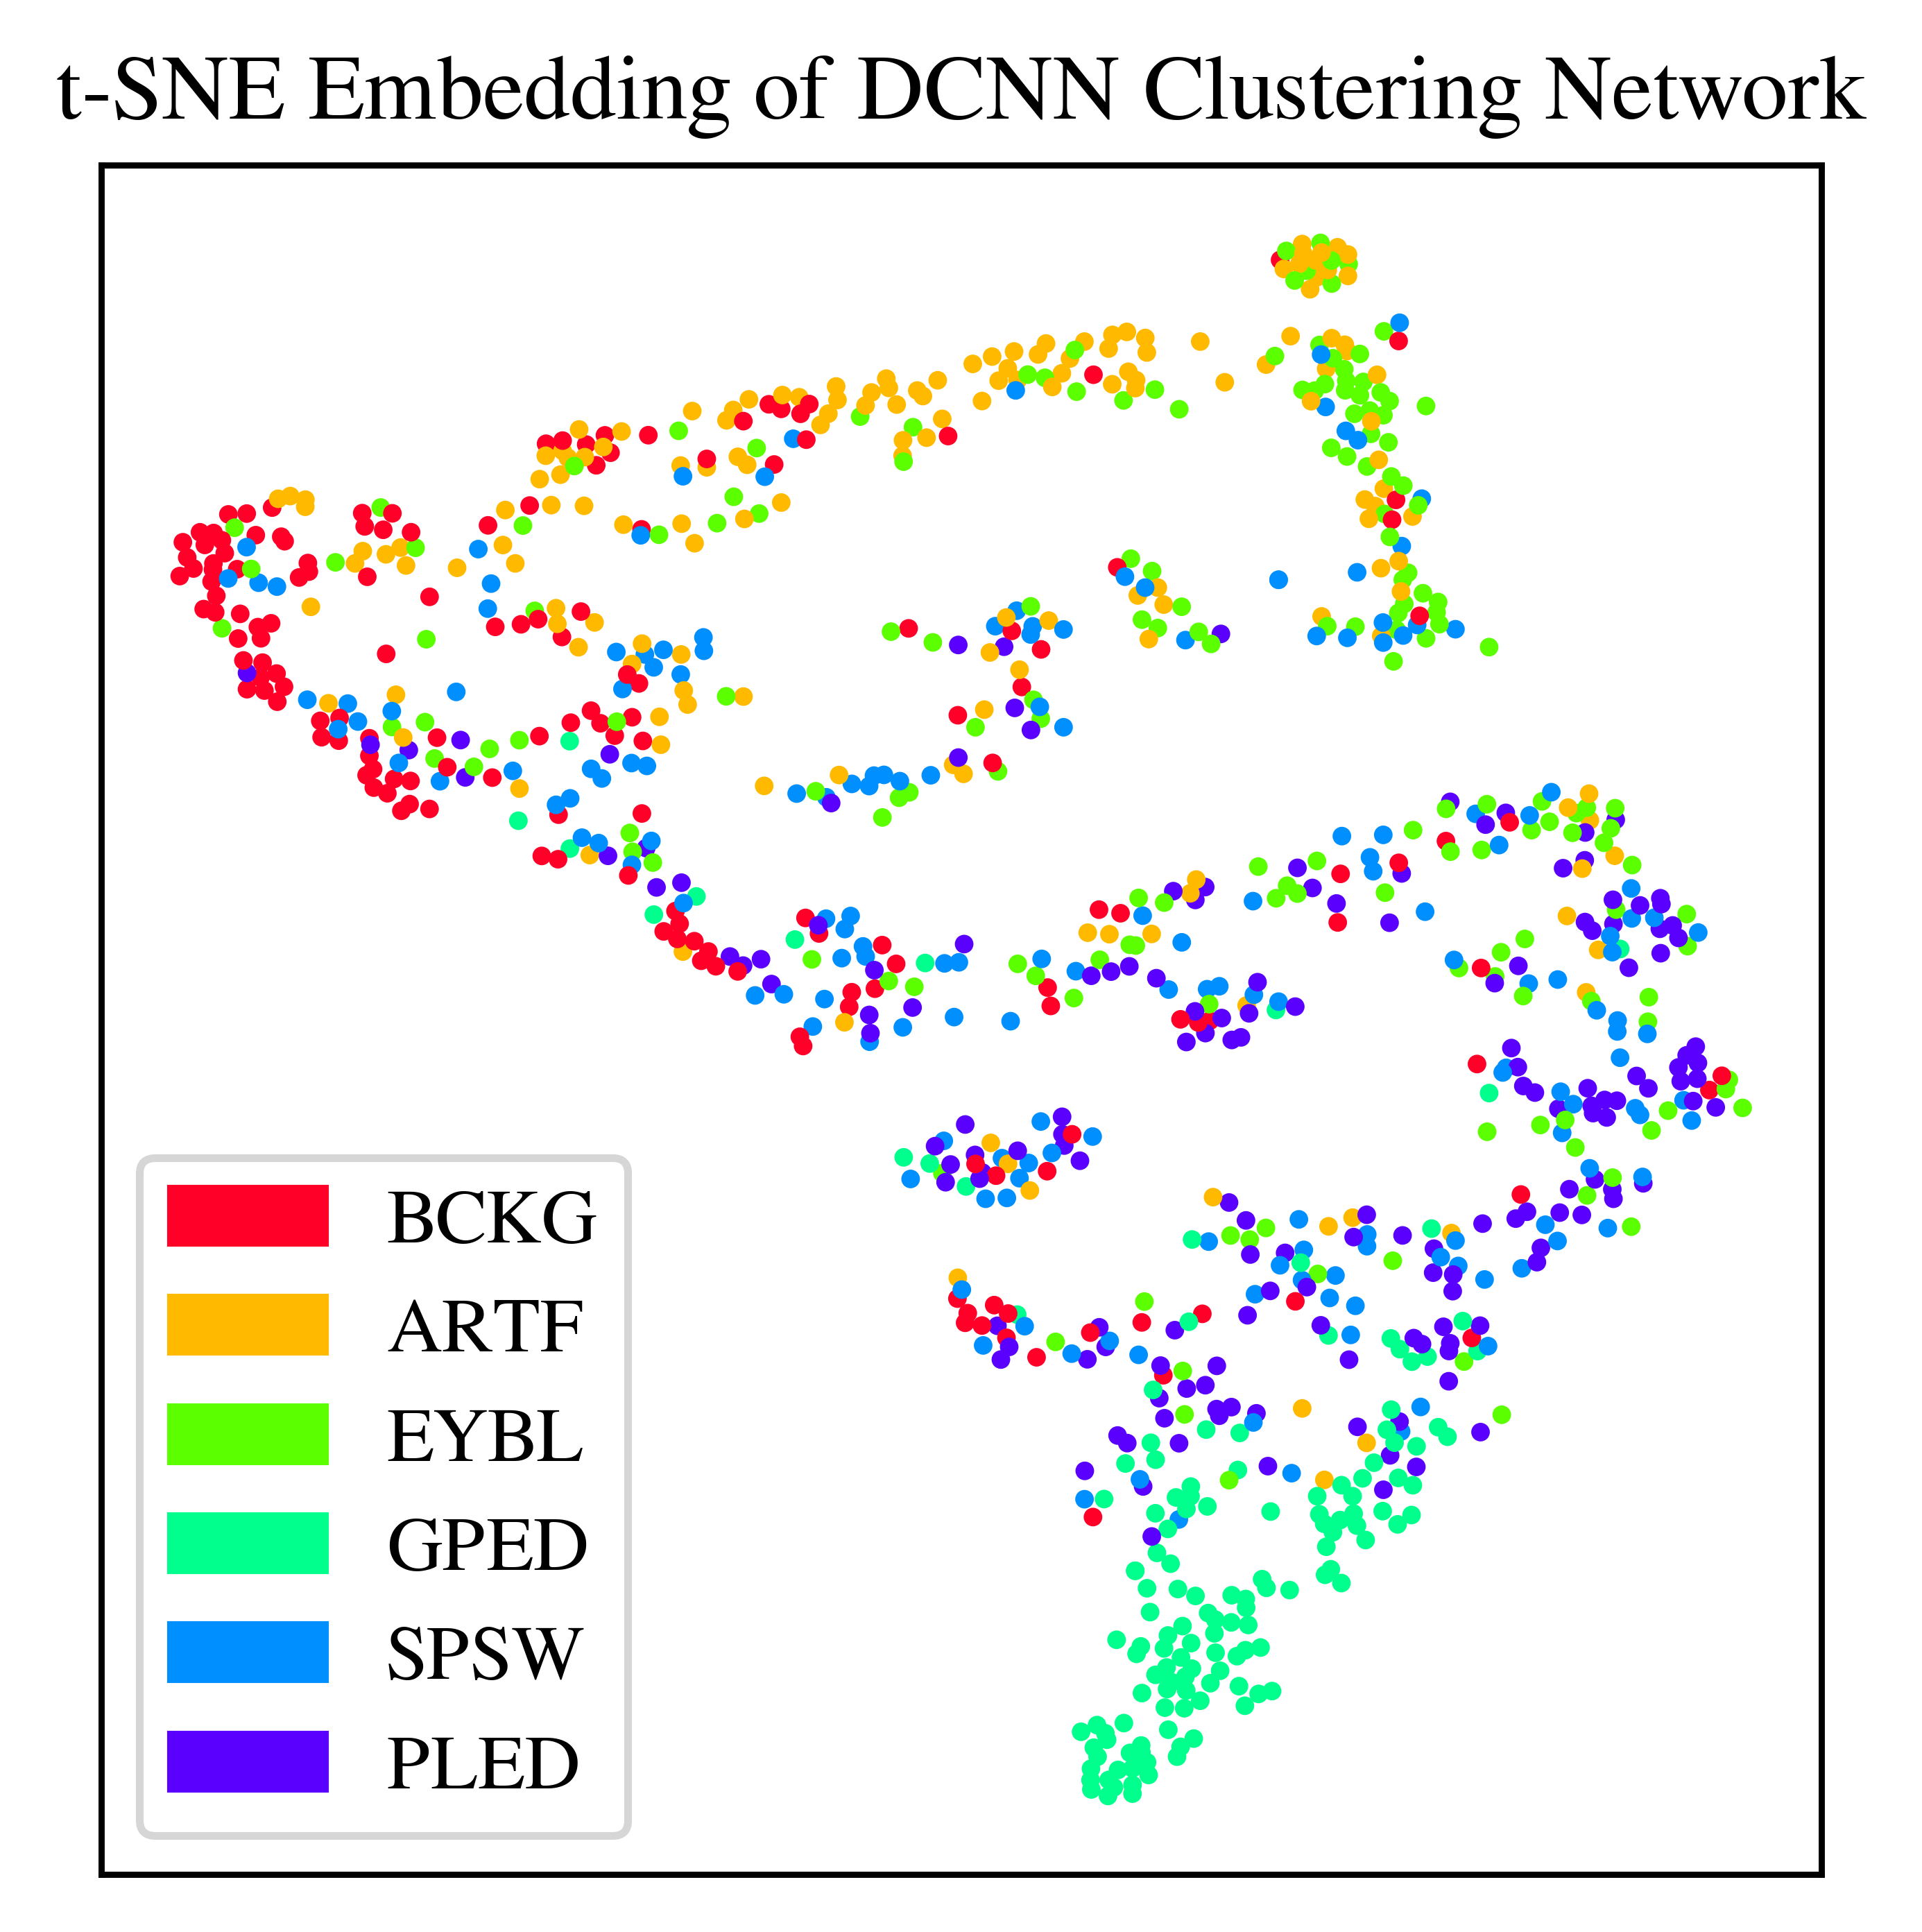 t-SNE Embedding of DCNN Clustering Network
BCKG
ARTF
EYBL
GPED
SPSW
PLED